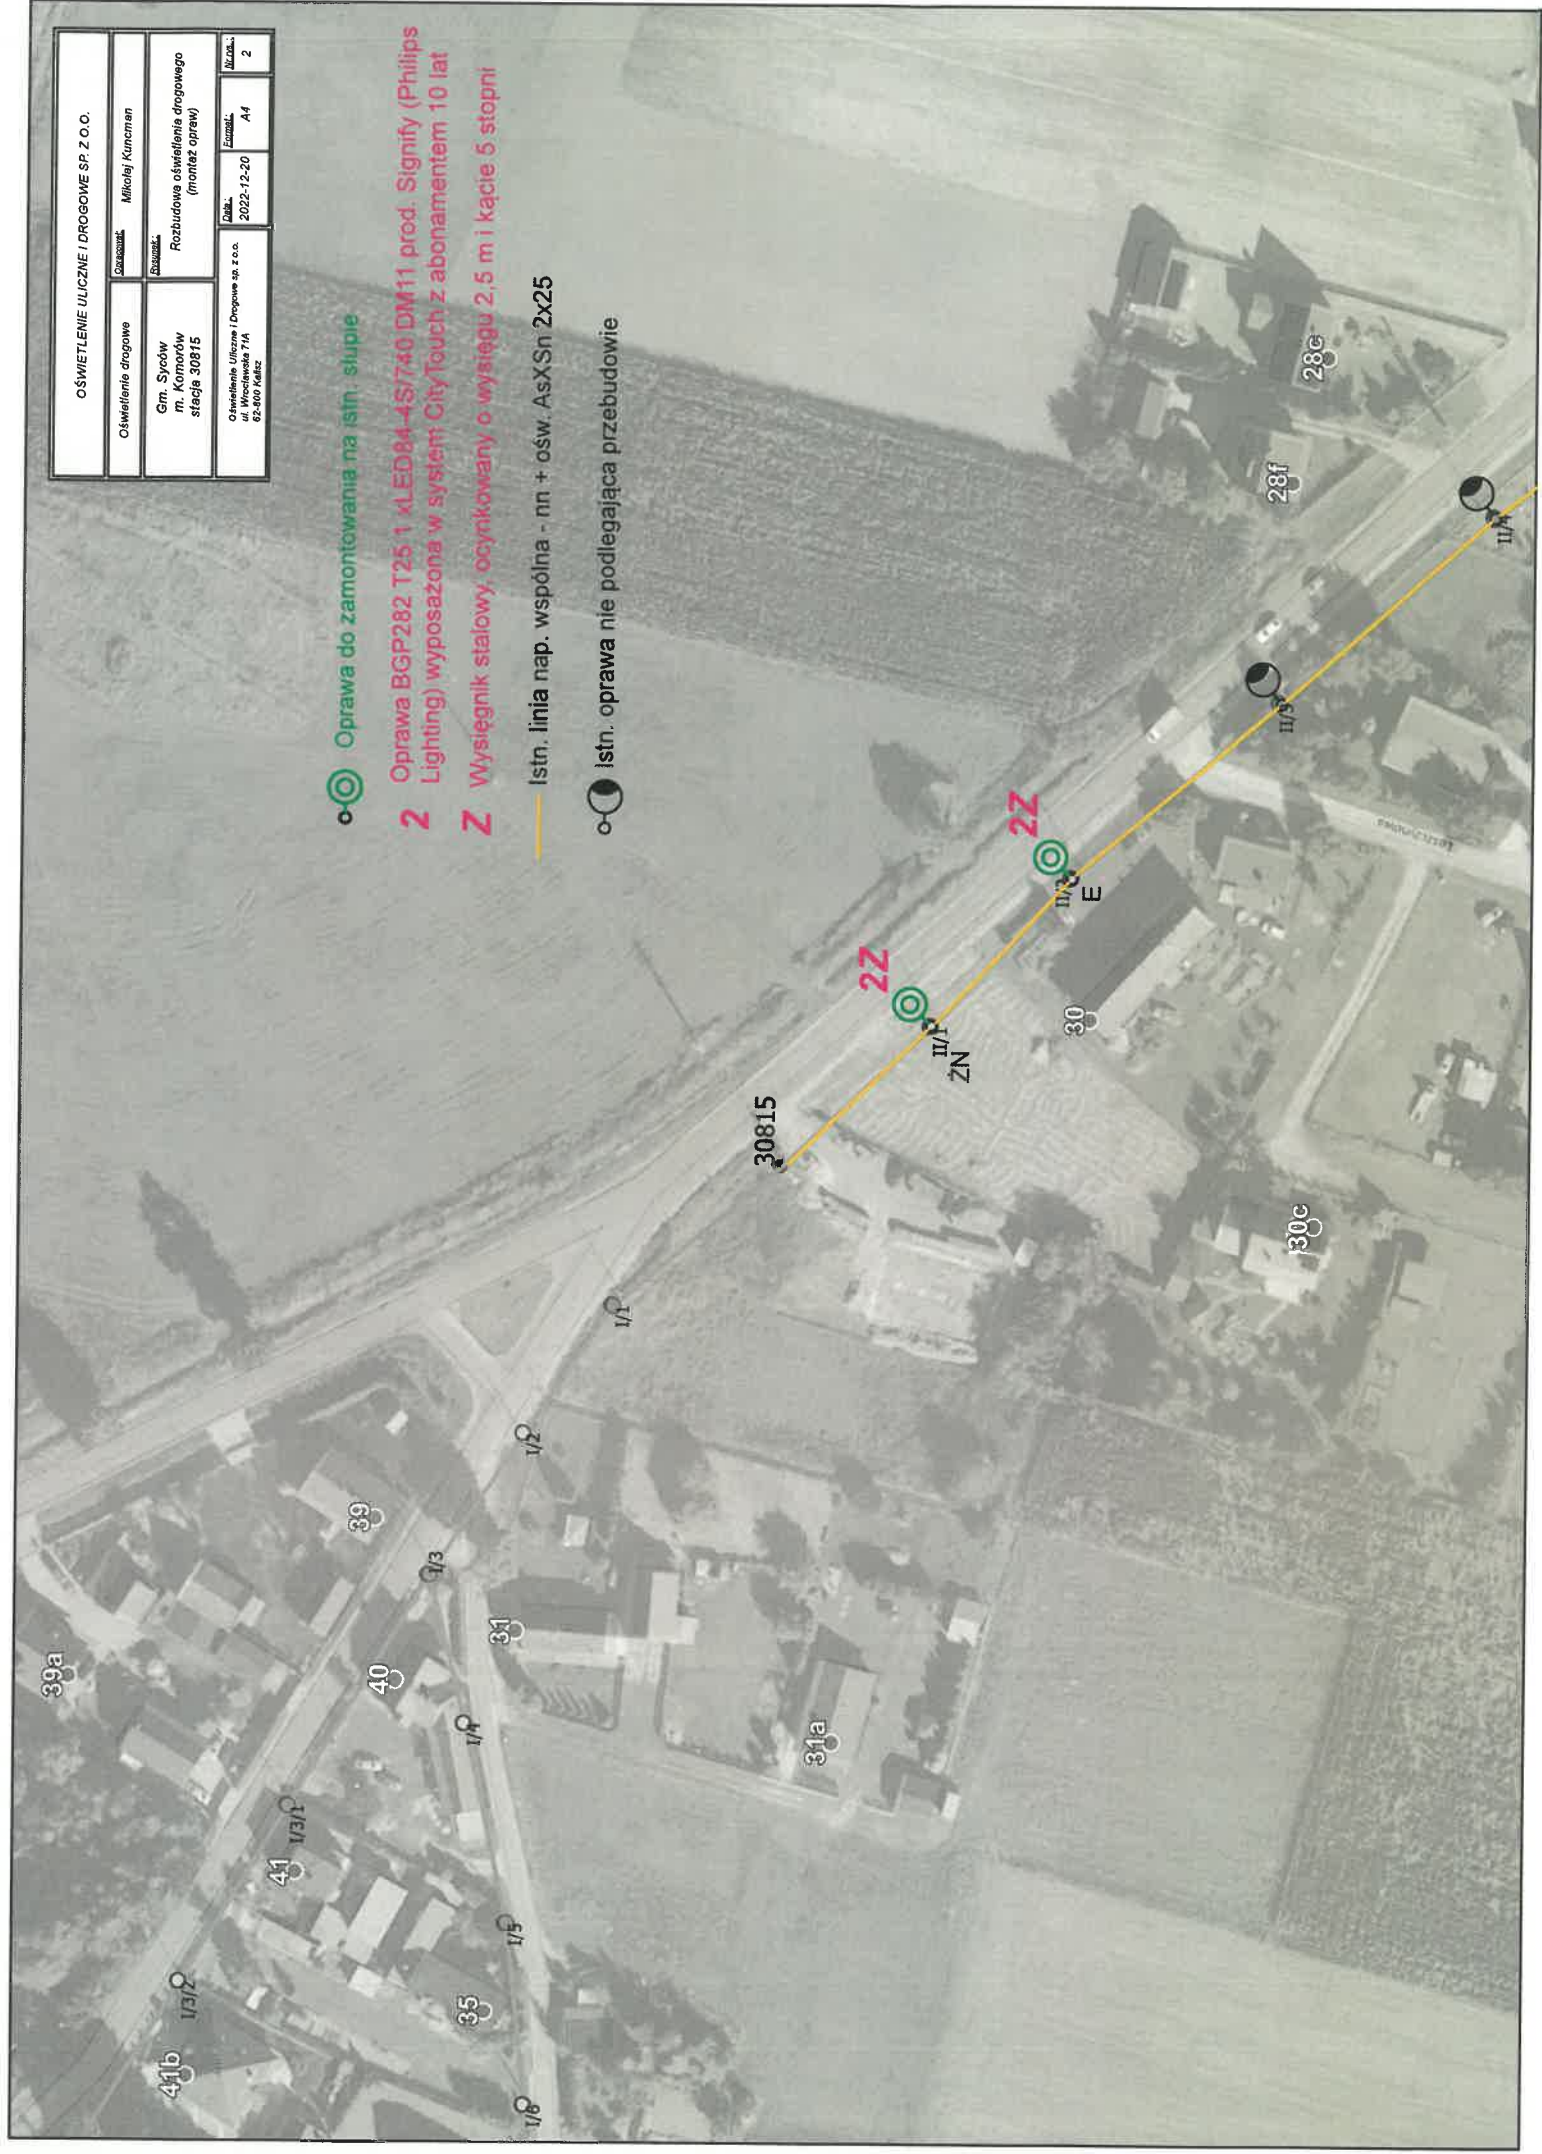 OŚWIETLENIE ULICZNE I DROGOWE SP. Z O.O.
Oświetlenie drogowe
Opracował:
Mikołaj Kuncman
Gm. Syców
m. Komorów
stacja 30815
Rysunek:
Rozbudowa oświetlenia drogowego
(montaż opraw)
Oświetlenie Uliczne i Drogowe sp. z o.o.
ul. Wrocławska 71A
62-800 Kalisz
Data:
2022-12-20
Format:
A4
Nr rys.:
2
Oprawa do zamontowania na istn. słupie
2 Oprawa BGP282 T25 1 xLED84-4S/740 DM11 prod. Signify (Philips
Lighting) wyposażona w system CityTouch z abonamentem 10 lat
Z Wysięgnik stalowy, ocynkowany o wysięgu 2,5 m i kącie 5 stopni
Istn. linia nap. wspólna - nn + ośw. AsXSn 2x25
Istn. oprawa nie podlegająca przebudowie
39a
39
41b
I/3/2
41
I/3/1
40
I/3
I/2
I/1
31
I/4
I/5
35
I/6
31a
30815
2Z
II/1
ŻN
2Z
II/2
E
30
30c
II/3
28f
28c
II/4
Leszczynowa